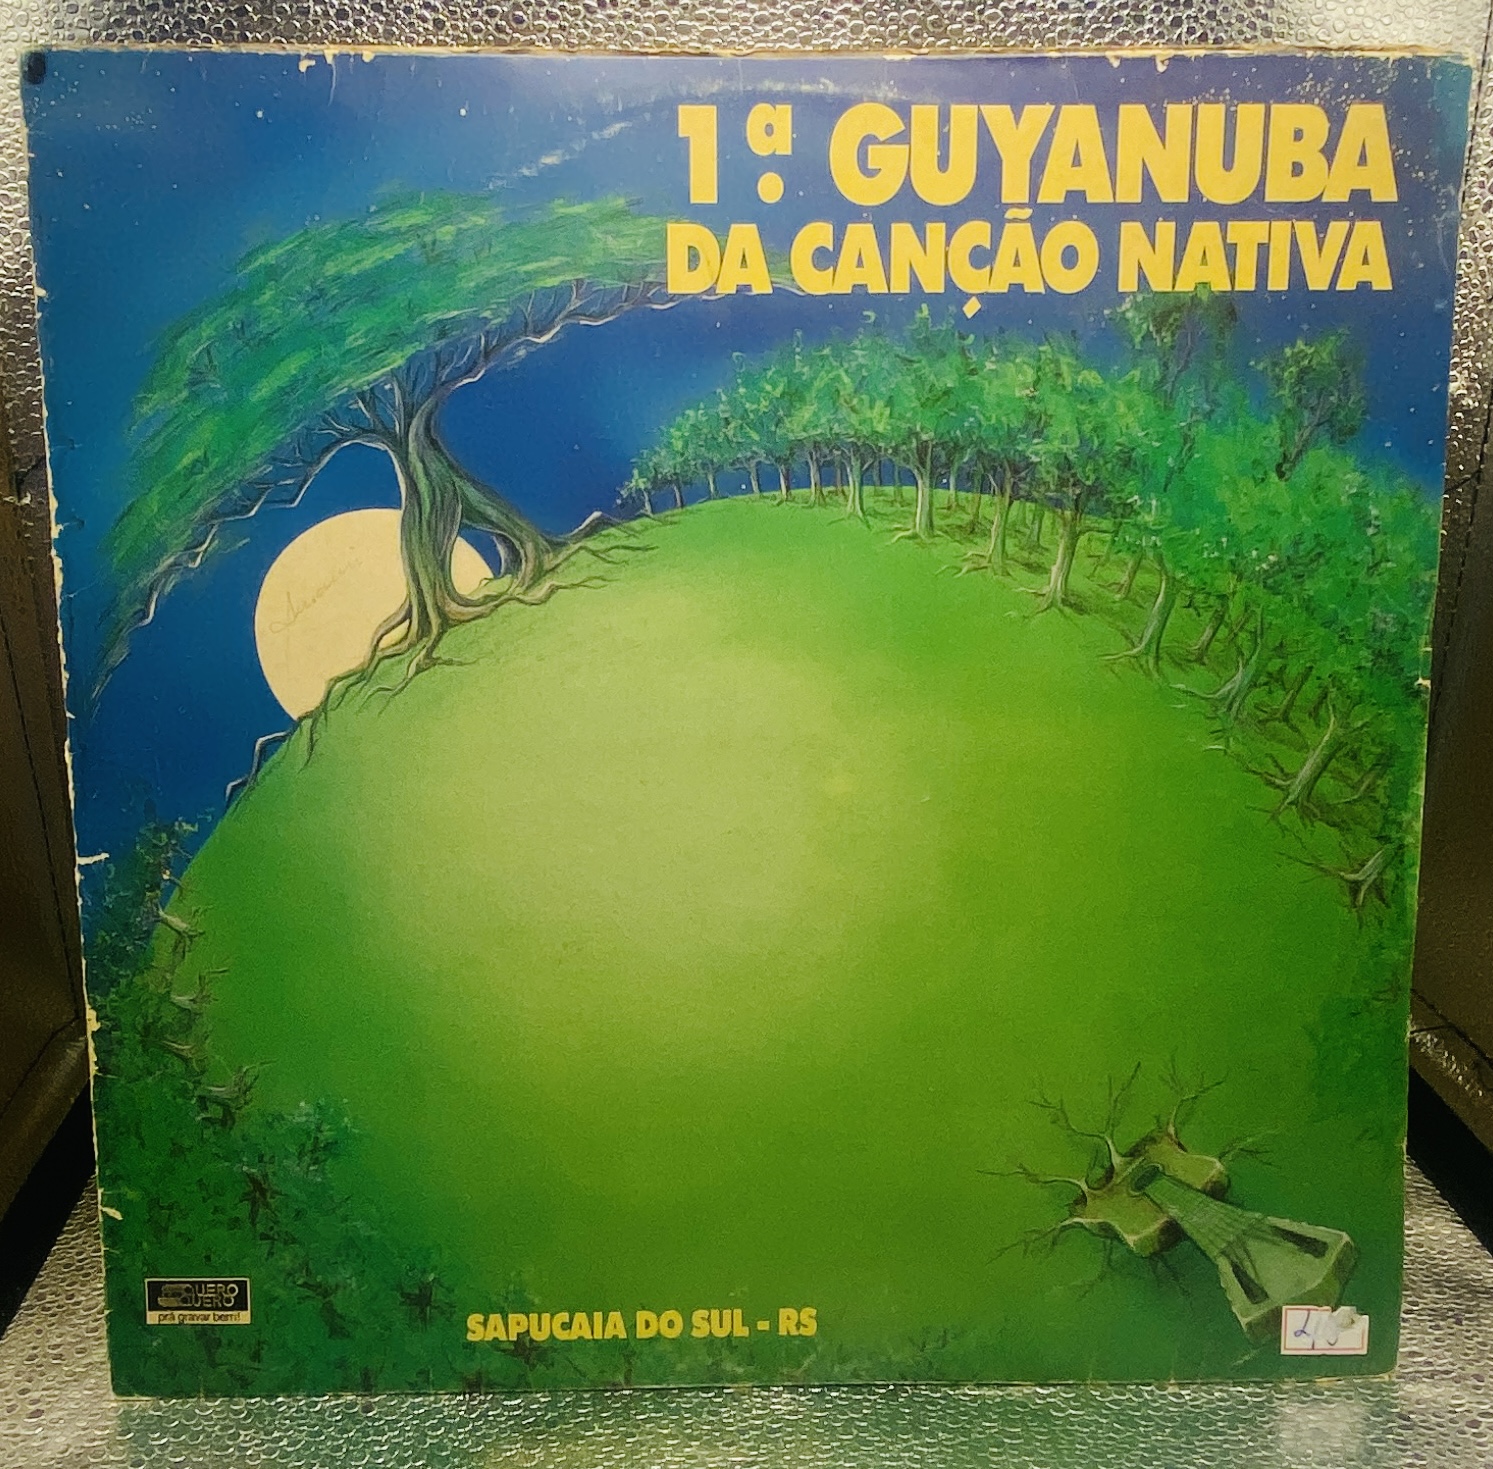 1ª. GUYANUBA
DA CANÇÃO NATIVA
QUERO
QUERO
prá gravar bem!
SAPUCAIA DO SUL - RS